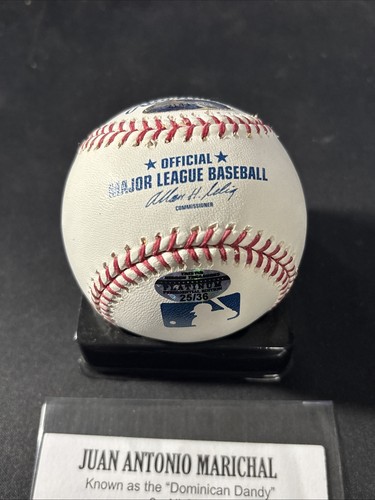 ★ OFFICIAL ★
MAJOR LEAGUE BASEBALL
Allan H. Selig
COMMISSIONER
PLATINUM
25/36
JUAN ANTONIO MARICHAL
Known as the "Dominican Dandy"